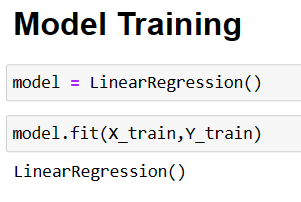 Model Training
model = LinearRegression()
model.fit(X_train,Y_train)
LinearRegression()